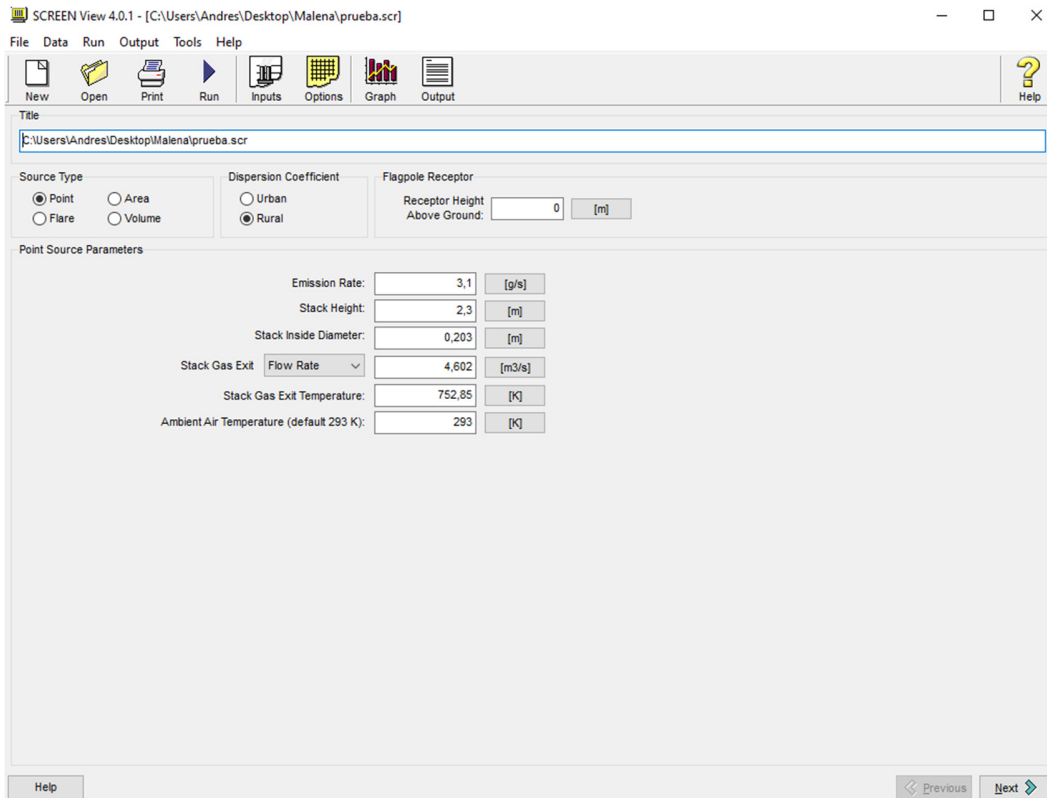 SCREEN View 4.0.1 - [C:\Users\Andres\Desktop\Malena\prueba.scr]
File Data Run Output Tools Help
New Open Print Run Inputs Options Graph Output Help
Title
C:\Users\Andres\Desktop\Malena\prueba.scr
Source Type Dispersion Coefficient Flagpole Receptor
Point Area Urban Receptor Height
Above Ground: 0 [m]
Flare Volume Rural
Point Source Parameters
Emission Rate: 3,1 [g/s]
Stack Height: 2,3 [m]
Stack Inside Diameter: 0,203 [m]
Stack Gas Exit Flow Rate 4,602 [m3/s]
Stack Gas Exit Temperature: 752,85 [K]
Ambient Air Temperature (default 293 K): 293 [K]
Help Previous Next